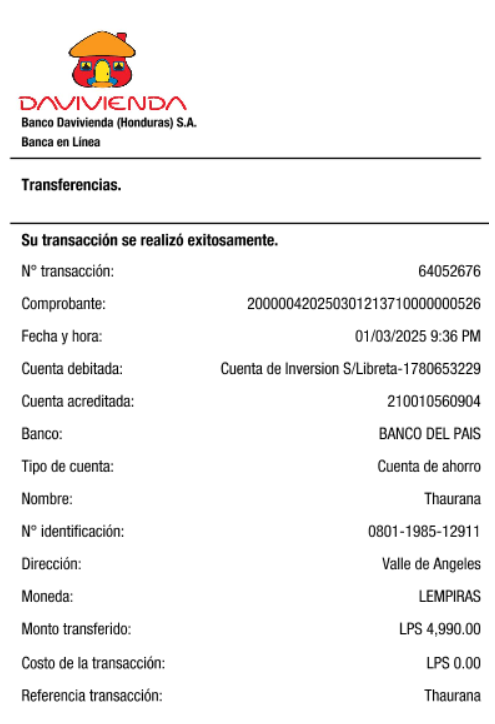 DAVIVIENDA
Banco Davivienda (Honduras) S.A.
Banca en Línea
Transferencias.
Su transacción se realizó exitosamente.
N° transacción: 64052676
Comprobante: 200000420250301213710000000526
Fecha y hora: 01/03/2025 9:36 PM
Cuenta debitada: Cuenta de Inversion S/Libreta-1780653229
Cuenta acreditada: 210010560904
Banco: BANCO DEL PAIS
Tipo de cuenta: Cuenta de ahorro
Nombre: Thaurana
N° identificación: 0801-1985-12911
Dirección: Valle de Angeles
Moneda: LEMPIRAS
Monto transferido: LPS 4,990.00
Costo de la transacción: LPS 0.00
Referencia transacción: Thaurana